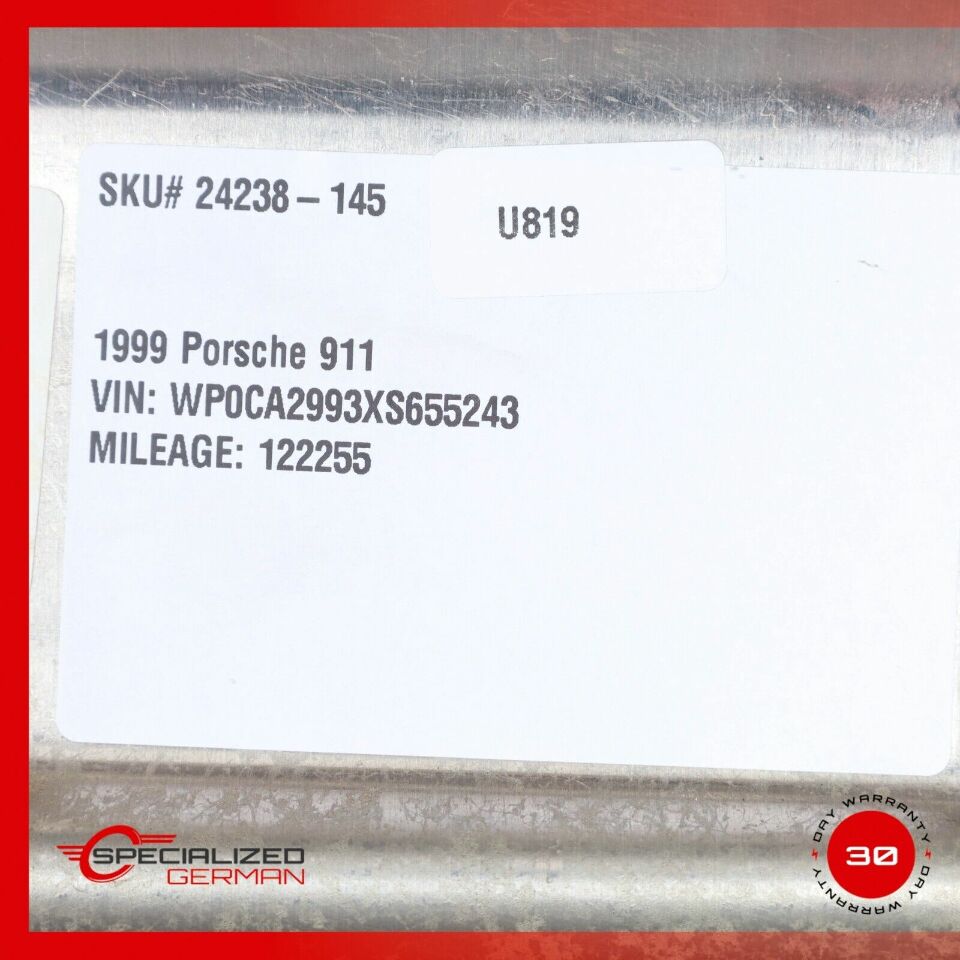 SKU# 24238 – 145
U819
1999 Porsche 911
VIN: WP0CA2993XS655243
MILEAGE: 122255
SPECIALIZED
GERMAN
DAY WARRANTY
30
DAY WARRANTY